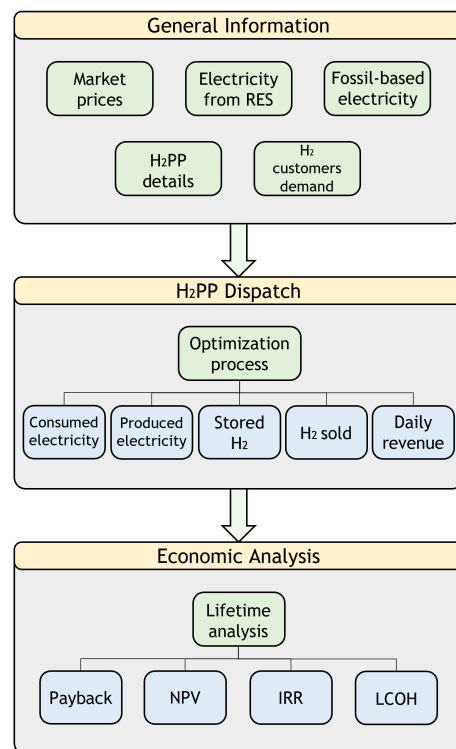 General Information
Market
prices
Electricity
from RES
Fossil-based
electricity
H₂PP
details
H₂
customers
demand
H₂PP Dispatch
Optimization
process
Consumed
electricity
Produced
electricity
Stored
H₂
H₂ sold
Daily
revenue
Economic Analysis
Lifetime
analysis
Payback
NPV
IRR
LCOH